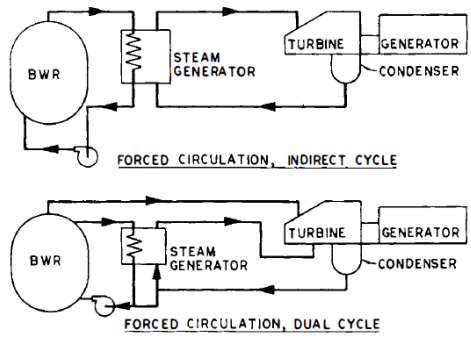 BWR
STEAM
GENERATOR
TURBINE
GENERATOR
CONDENSER
FORCED CIRCULATION, INDIRECT CYCLE
BWR
STEAM
GENERATOR
TURBINE
GENERATOR
CONDENSER
FORCED CIRCULATION, DUAL CYCLE